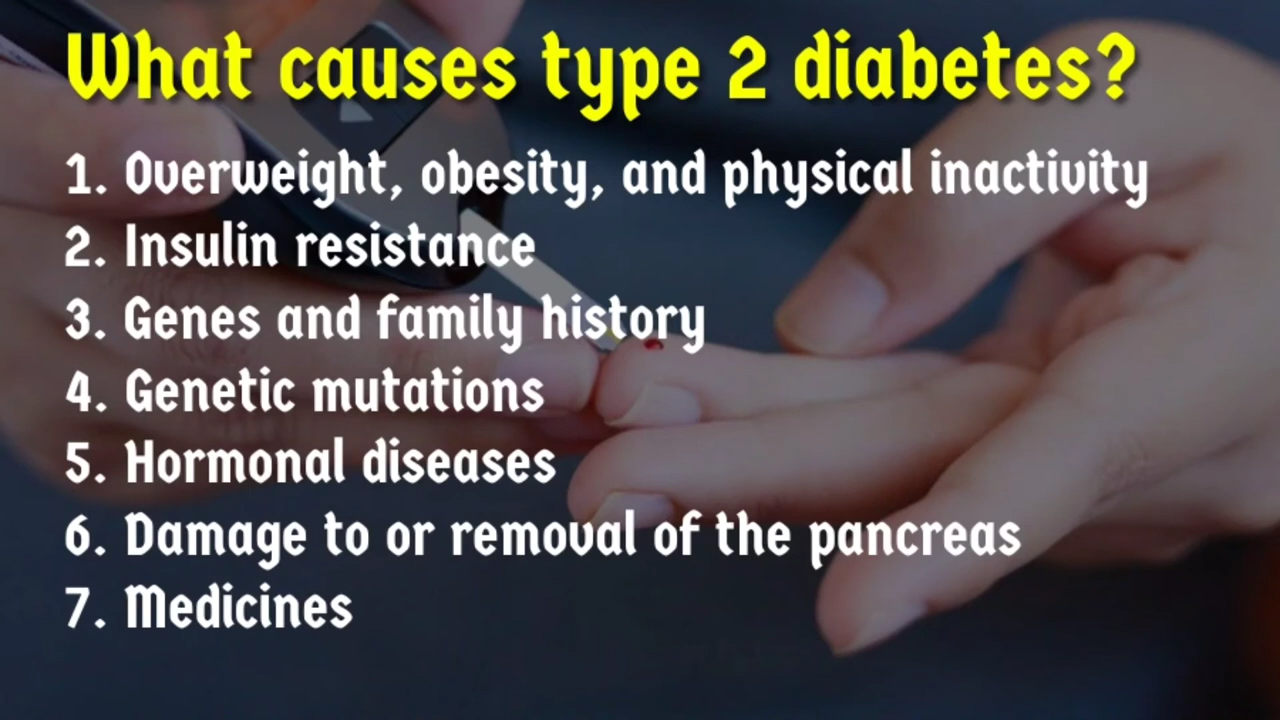 What causes type 2 diabetes?
1. Overweight, obesity, and physical inactivity
2. Insulin resistance
3. Genes and family history
4. Genetic mutations
5. Hormonal diseases
6. Damage to or removal of the pancreas
7. Medicines